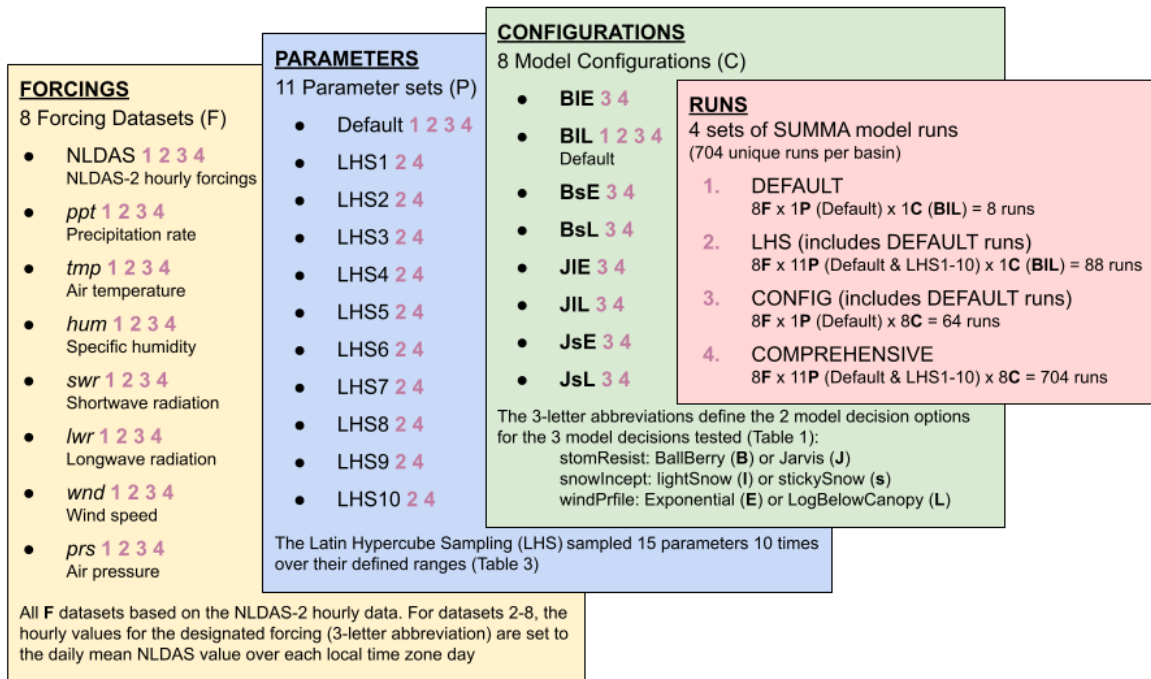 FORCINGS
8 Forcing Datasets (F)
● NLDAS 1 2 3 4
NLDAS-2 hourly forcings
● ppt 1 2 3 4
Precipitation rate
● tmp 1 2 3 4
Air temperature
● hum 1 2 3 4
Specific humidity
● swr 1 2 3 4
Shortwave radiation
● lwr 1 2 3 4
Longwave radiation
● wnd 1 2 3 4
Wind speed
● prs 1 2 3 4
Air pressure
All F datasets based on the NLDAS-2 hourly data. For datasets 2-8, the
hourly values for the designated forcing (3-letter abbreviation) are set to
the daily mean NLDAS value over each local time zone day
PARAMETERS
11 Parameter sets (P)
● Default 1 2 3 4
● LHS1 2 4
● LHS2 2 4
● LHS3 2 4
● LHS4 2 4
● LHS5 2 4
● LHS6 2 4
● LHS7 2 4
● LHS8 2 4
● LHS9 2 4
● LHS10 2 4
The Latin Hypercube Sampling (LHS) sampled 15 parameters 10 times
over their defined ranges (Table 3)
CONFIGURATIONS
8 Model Configurations (C)
● BlE 3 4
● BlL 1 2 3 4
Default
● BsE 3 4
● BsL 3 4
● JlE 3 4
● JlL 3 4
● JsE 3 4
● JsL 3 4
The 3-letter abbreviations define the 2 model decision options
for the 3 model decisions tested (Table 1):
stomResist: BallBerry (B) or Jarvis (J)
snowIncept: lightSnow (l) or stickySnow (s)
windPrfile: Exponential (E) or LogBelowCanopy (L)
RUNS
4 sets of SUMMA model runs
(704 unique runs per basin)
1. DEFAULT
8F x 1P (Default) x 1C (BlL) = 8 runs
2. LHS (includes DEFAULT runs)
8F x 11P (Default & LHS1-10) x 1C (BlL) = 88 runs
3. CONFIG (includes DEFAULT runs)
8F x 1P (Default) x 8C = 64 runs
4. COMPREHENSIVE
8F x 11P (Default & LHS1-10) x 8C = 704 runs